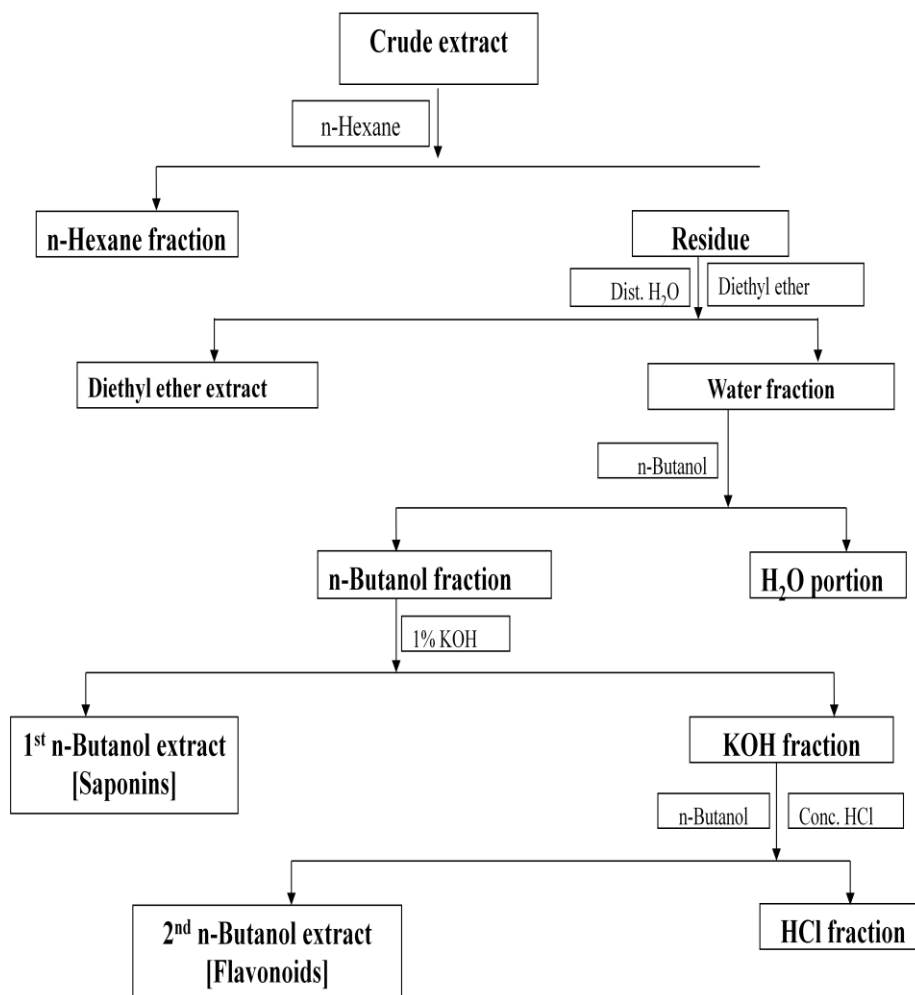 Crude extract
n-Hexane
n-Hexane fraction
Residue
Dist. H₂O
Diethyl ether
Diethyl ether extract
Water fraction
n-Butanol
n-Butanol fraction
H₂O portion
1% KOH
1ˢᵗ n-Butanol extract
[Saponins]
KOH fraction
n-Butanol
Conc. HCl
2ⁿᵈ n-Butanol extract
[Flavonoids]
HCl fraction